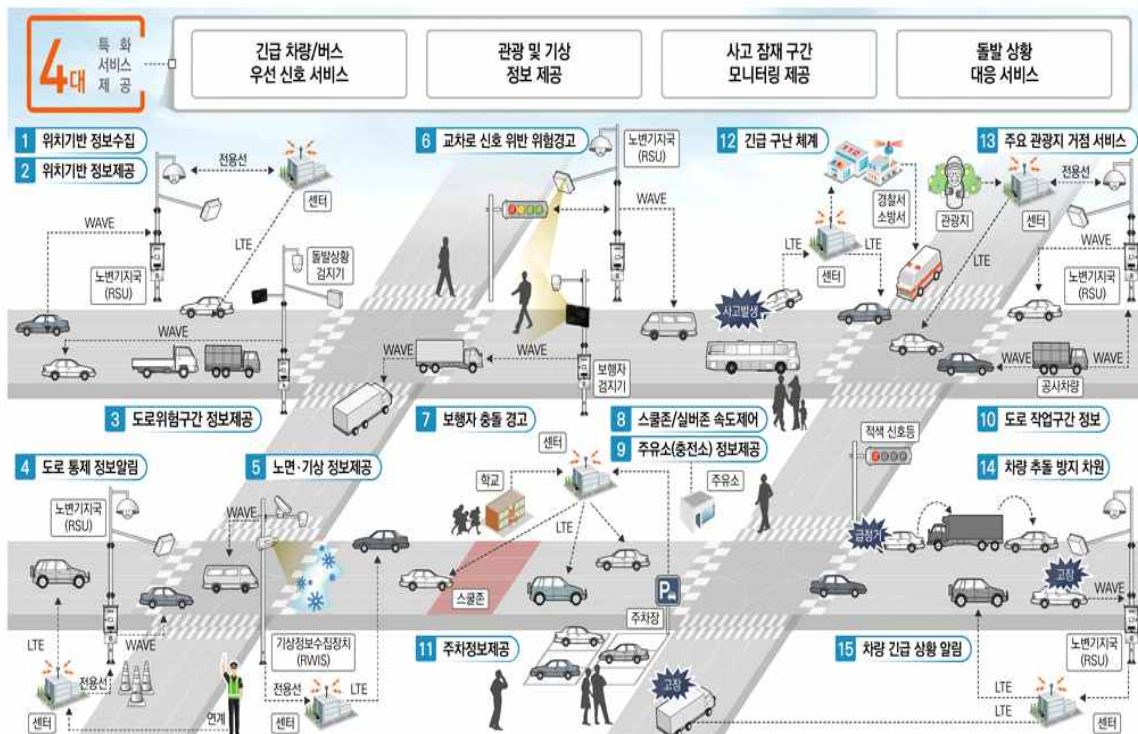 4대
특 화
서비스
제 공
긴급 차량/버스
우선 신호 서비스
관광 및 기상
정보 제공
사고 잠재 구간
모니터링 제공
돌발 상황
대응 서비스
1 위치기반 정보수집
2 위치기반 정보제공
전용선
센터
WAVE
LTE
노변기지국
(RSU)
돌발상황
검지기
WAVE
3 도로위험구간 정보제공
6 교차로 신호 위반 위험경고
노변기지국
(RSU)
WAVE
WAVE
WAVE
보행자
검지기
7 보행자 충돌 경고
12 긴급 구난 체계
112
경찰서
소방서
LTE
LTE
센터
사고발생
13 주요 관광지 거점 서비스
관광지
전용선
센터
LTE
WAVE
노변기지국
(RSU)
WAVE
WAVE
공사차량
10 도로 작업구간 정보
4 도로 통제 정보알림
노변기지국
(RSU)
LTE
WAVE
전용선
센터
연계
5 노면·기상 정보제공
WAVE
기상정보수집장치
(RWIS)
전용선
LTE
센터
8 스쿨존/실버존 속도제어
9 주유소(충전소) 정보제공
센터
학교
주유소
LTE
스쿨존
주차장
11 주차정보제공
고장
적색 신호등
14 차량 추돌 방지 차원
급정거
고장
WAVE
15 차량 긴급 상황 알림
노변기지국
(RSU)
LTE
LTE
센터